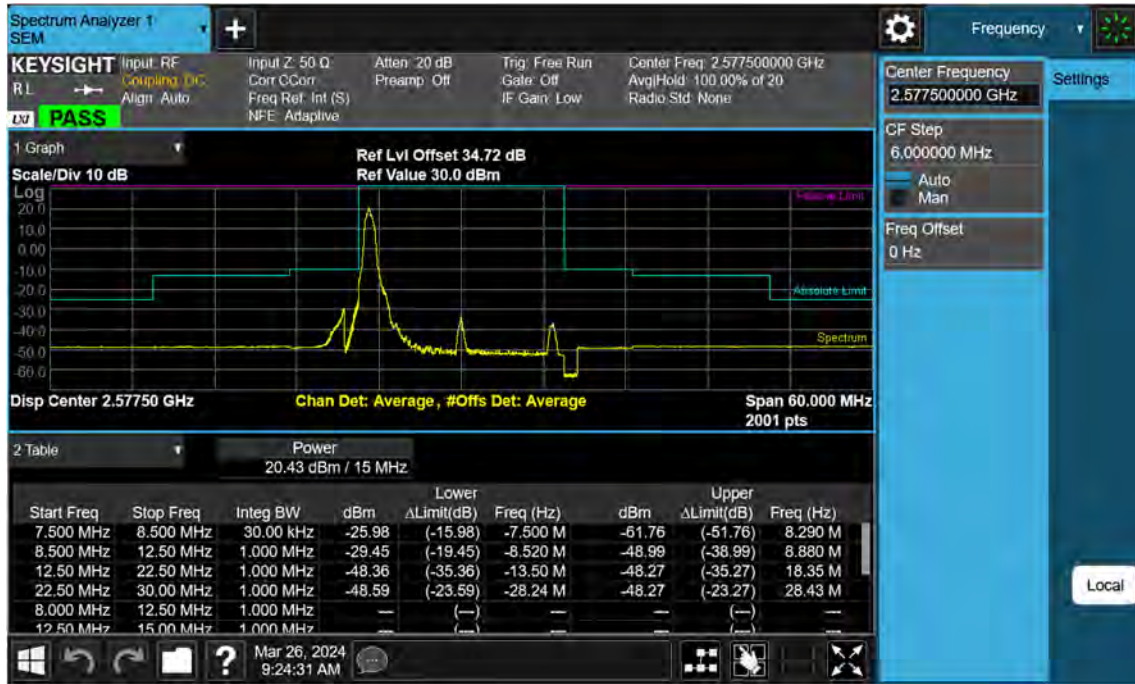 Spectrum Analyzer 1
SEM
+
Frequency
KEYSIGHT
RL
LXI PASS
Input: RF
Coupling: DC
Align: Auto
Input Z: 50 Ω
Corr CCorr
Freq Ref: Int (S)
NFE: Adaptive
Atten: 20 dB
Preamp: Off
Trig: Free Run
Gate: Off
IF Gain: Low
Center Freq: 2.577500000 GHz
Avg|Hold: 100.00% of 20
Radio Std: None
Center Frequency
2.577500000 GHz
Settings
CF Step
6.000000 MHz
Auto
Man
Freq Offset
0 Hz
1 Graph
Scale/Div 10 dB
Ref Lvl Offset 34.72 dB
Ref Value 30.0 dBm
Log
20.0
10.0
0.00
-10.0
-20.0
-30.0
-40.0
-50.0
-60.0
Relative Limit
Absolute Limit
Spectrum
Disp Center 2.57750 GHz
Chan Det: Average , #Offs Det: Average
Span 60.000 MHz
2001 pts
2 Table
Power
20.43 dBm / 15 MHz
Lower Upper
Start Freq Stop Freq Integ BW dBm ΔLimit(dB) Freq (Hz) dBm ΔLimit(dB) Freq (Hz)
7.500 MHz 8.500 MHz 30.00 kHz -25.98 (-15.98) -7.500 M -61.76 (-51.76) 8.290 M
8.500 MHz 12.50 MHz 1.000 MHz -29.45 (-19.45) -8.520 M -48.99 (-38.99) 8.880 M
12.50 MHz 22.50 MHz 1.000 MHz -48.36 (-35.36) -13.50 M -48.27 (-35.27) 18.35 M
22.50 MHz 30.00 MHz 1.000 MHz -48.59 (-23.59) -28.24 M -48.27 (-23.27) 28.43 M
8.000 MHz 12.50 MHz 1.000 MHz --- (---) --- --- (---) ---
12.50 MHz 15.00 MHz 1.000 MHz --- (---) --- --- (---) ---
Local
?
Mar 26, 2024
9:24:31 AM